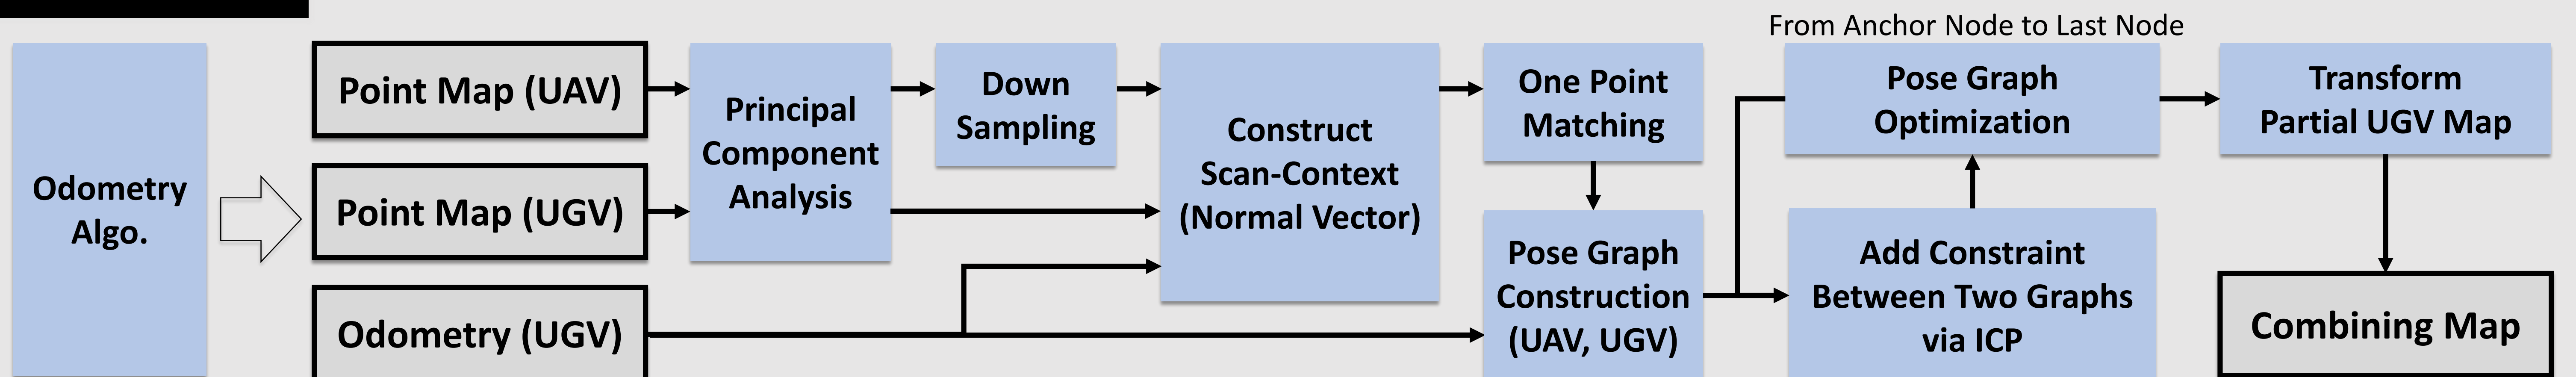 From Anchor Node to Last Node
Odometry
Algo.
Point Map (UAV)
Point Map (UGV)
Odometry (UGV)
Principal
Component
Analysis
Down
Sampling
Construct
Scan-Context
(Normal Vector)
One Point
Matching
Pose Graph
Construction
(UAV, UGV)
Pose Graph
Optimization
Add Constraint
Between Two Graphs
via ICP
Transform
Partial UGV Map
Combining Map